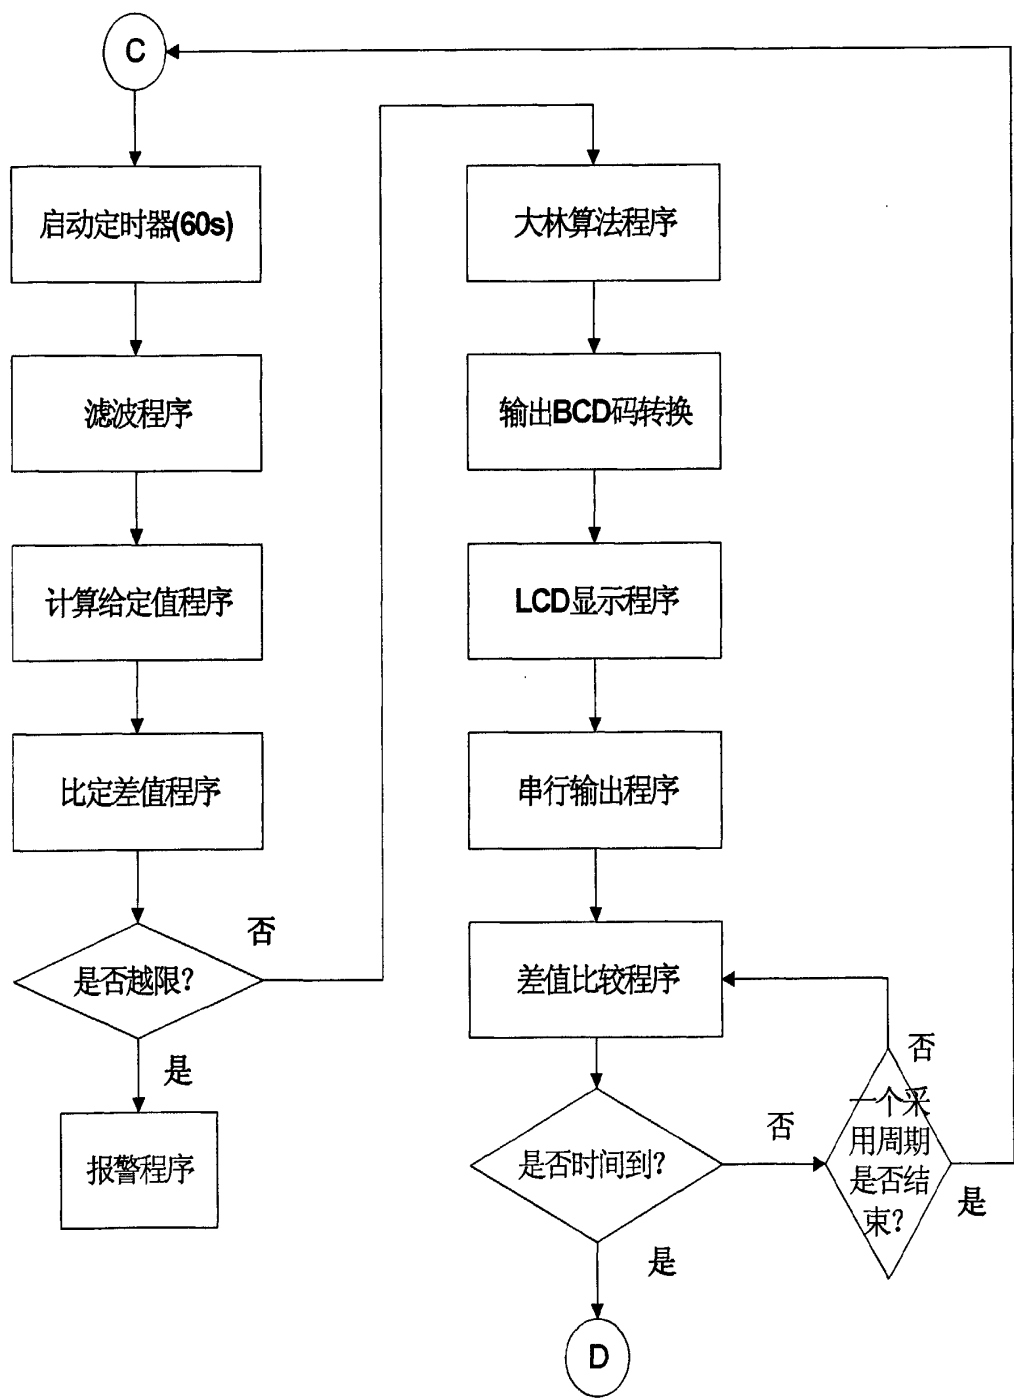 C
启动定时器(60s)
滤波程序
计算给定值程序
比定差值程序
是否越限?
否
是
报警程序
大林算法程序
输出BCD码转换
LCD显示程序
串行输出程序
差值比较程序
是否时间到?
否
是
一个采
用周期
是否结
束?
否
是
D